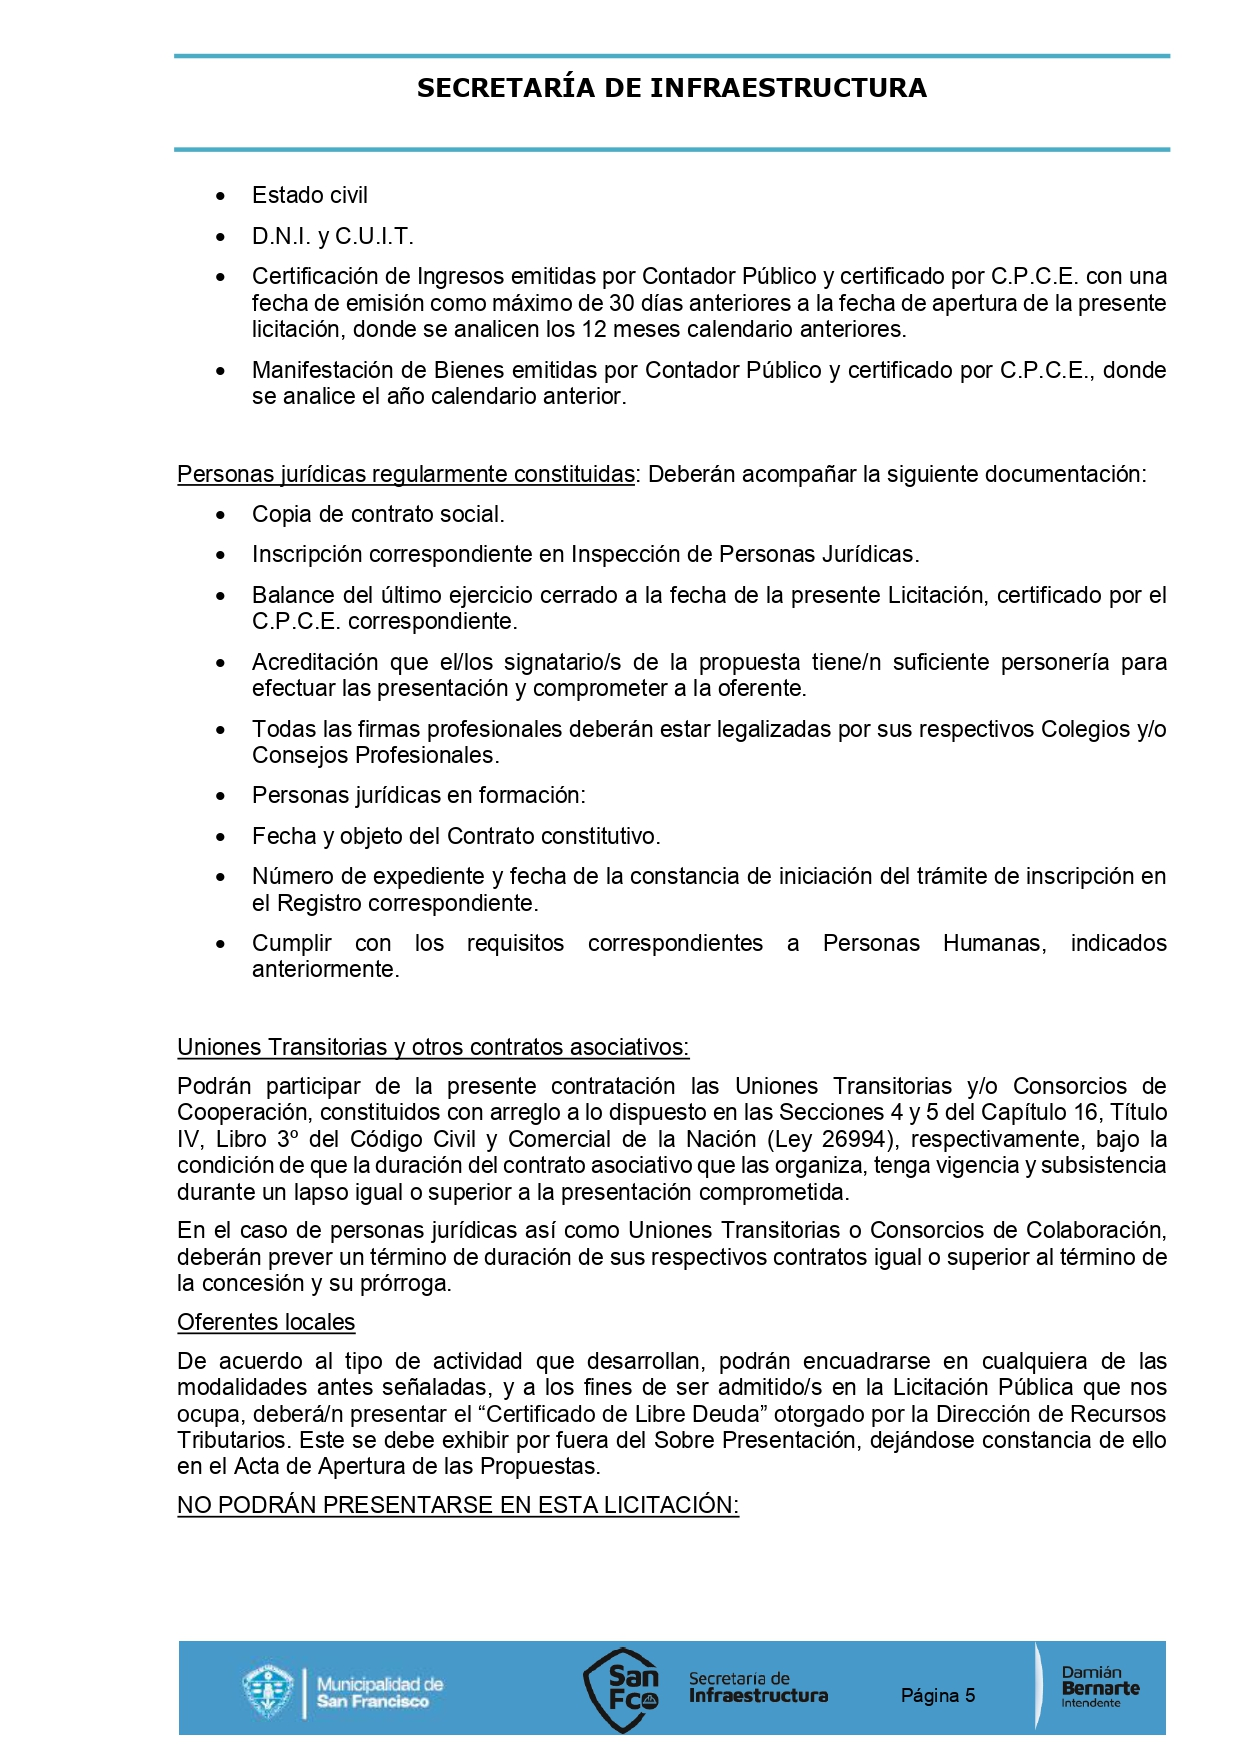 SECRETARÍA DE INFRAESTRUCTURA
• Estado civil
• D.N.I. y C.U.I.T.
• Certificación de Ingresos emitidas por Contador Público y certificado por C.P.C.E. con una
fecha de emisión como máximo de 30 días anteriores a la fecha de apertura de la presente
licitación, donde se analicen los 12 meses calendario anteriores.
• Manifestación de Bienes emitidas por Contador Público y certificado por C.P.C.E., donde
se analice el año calendario anterior.
Personas jurídicas regularmente constituidas: Deberán acompañar la siguiente documentación:
• Copia de contrato social.
• Inscripción correspondiente en Inspección de Personas Jurídicas.
• Balance del último ejercicio cerrado a la fecha de la presente Licitación, certificado por el
C.P.C.E. correspondiente.
• Acreditación que el/los signatario/s de la propuesta tiene/n suficiente personería para
efectuar las presentación y comprometer a la oferente.
• Todas las firmas profesionales deberán estar legalizadas por sus respectivos Colegios y/o
Consejos Profesionales.
• Personas jurídicas en formación:
• Fecha y objeto del Contrato constitutivo.
• Número de expediente y fecha de la constancia de iniciación del trámite de inscripción en
el Registro correspondiente.
• Cumplir con los requisitos correspondientes a Personas Humanas, indicados
anteriormente.
Uniones Transitorias y otros contratos asociativos:
Podrán participar de la presente contratación las Uniones Transitorias y/o Consorcios de
Cooperación, constituidos con arreglo a lo dispuesto en las Secciones 4 y 5 del Capítulo 16, Título
IV, Libro 3º del Código Civil y Comercial de la Nación (Ley 26994), respectivamente, bajo la
condición de que la duración del contrato asociativo que las organiza, tenga vigencia y subsistencia
durante un lapso igual o superior a la presentación comprometida.
En el caso de personas jurídicas así como Uniones Transitorias o Consorcios de Colaboración,
deberán prever un término de duración de sus respectivos contratos igual o superior al término de
la concesión y su prórroga.
Oferentes locales
De acuerdo al tipo de actividad que desarrollan, podrán encuadrarse en cualquiera de las
modalidades antes señaladas, y a los fines de ser admitido/s en la Licitación Pública que nos
ocupa, deberá/n presentar el “Certificado de Libre Deuda” otorgado por la Dirección de Recursos
Tributarios. Este se debe exhibir por fuera del Sobre Presentación, dejándose constancia de ello
en el Acta de Apertura de las Propuestas.
NO PODRÁN PRESENTARSE EN ESTA LICITACIÓN:
Municipalidad de
San Francisco
San
Fco
Secretaría de
Infraestructura
Página 5
Damián
Bernarte
Intendente